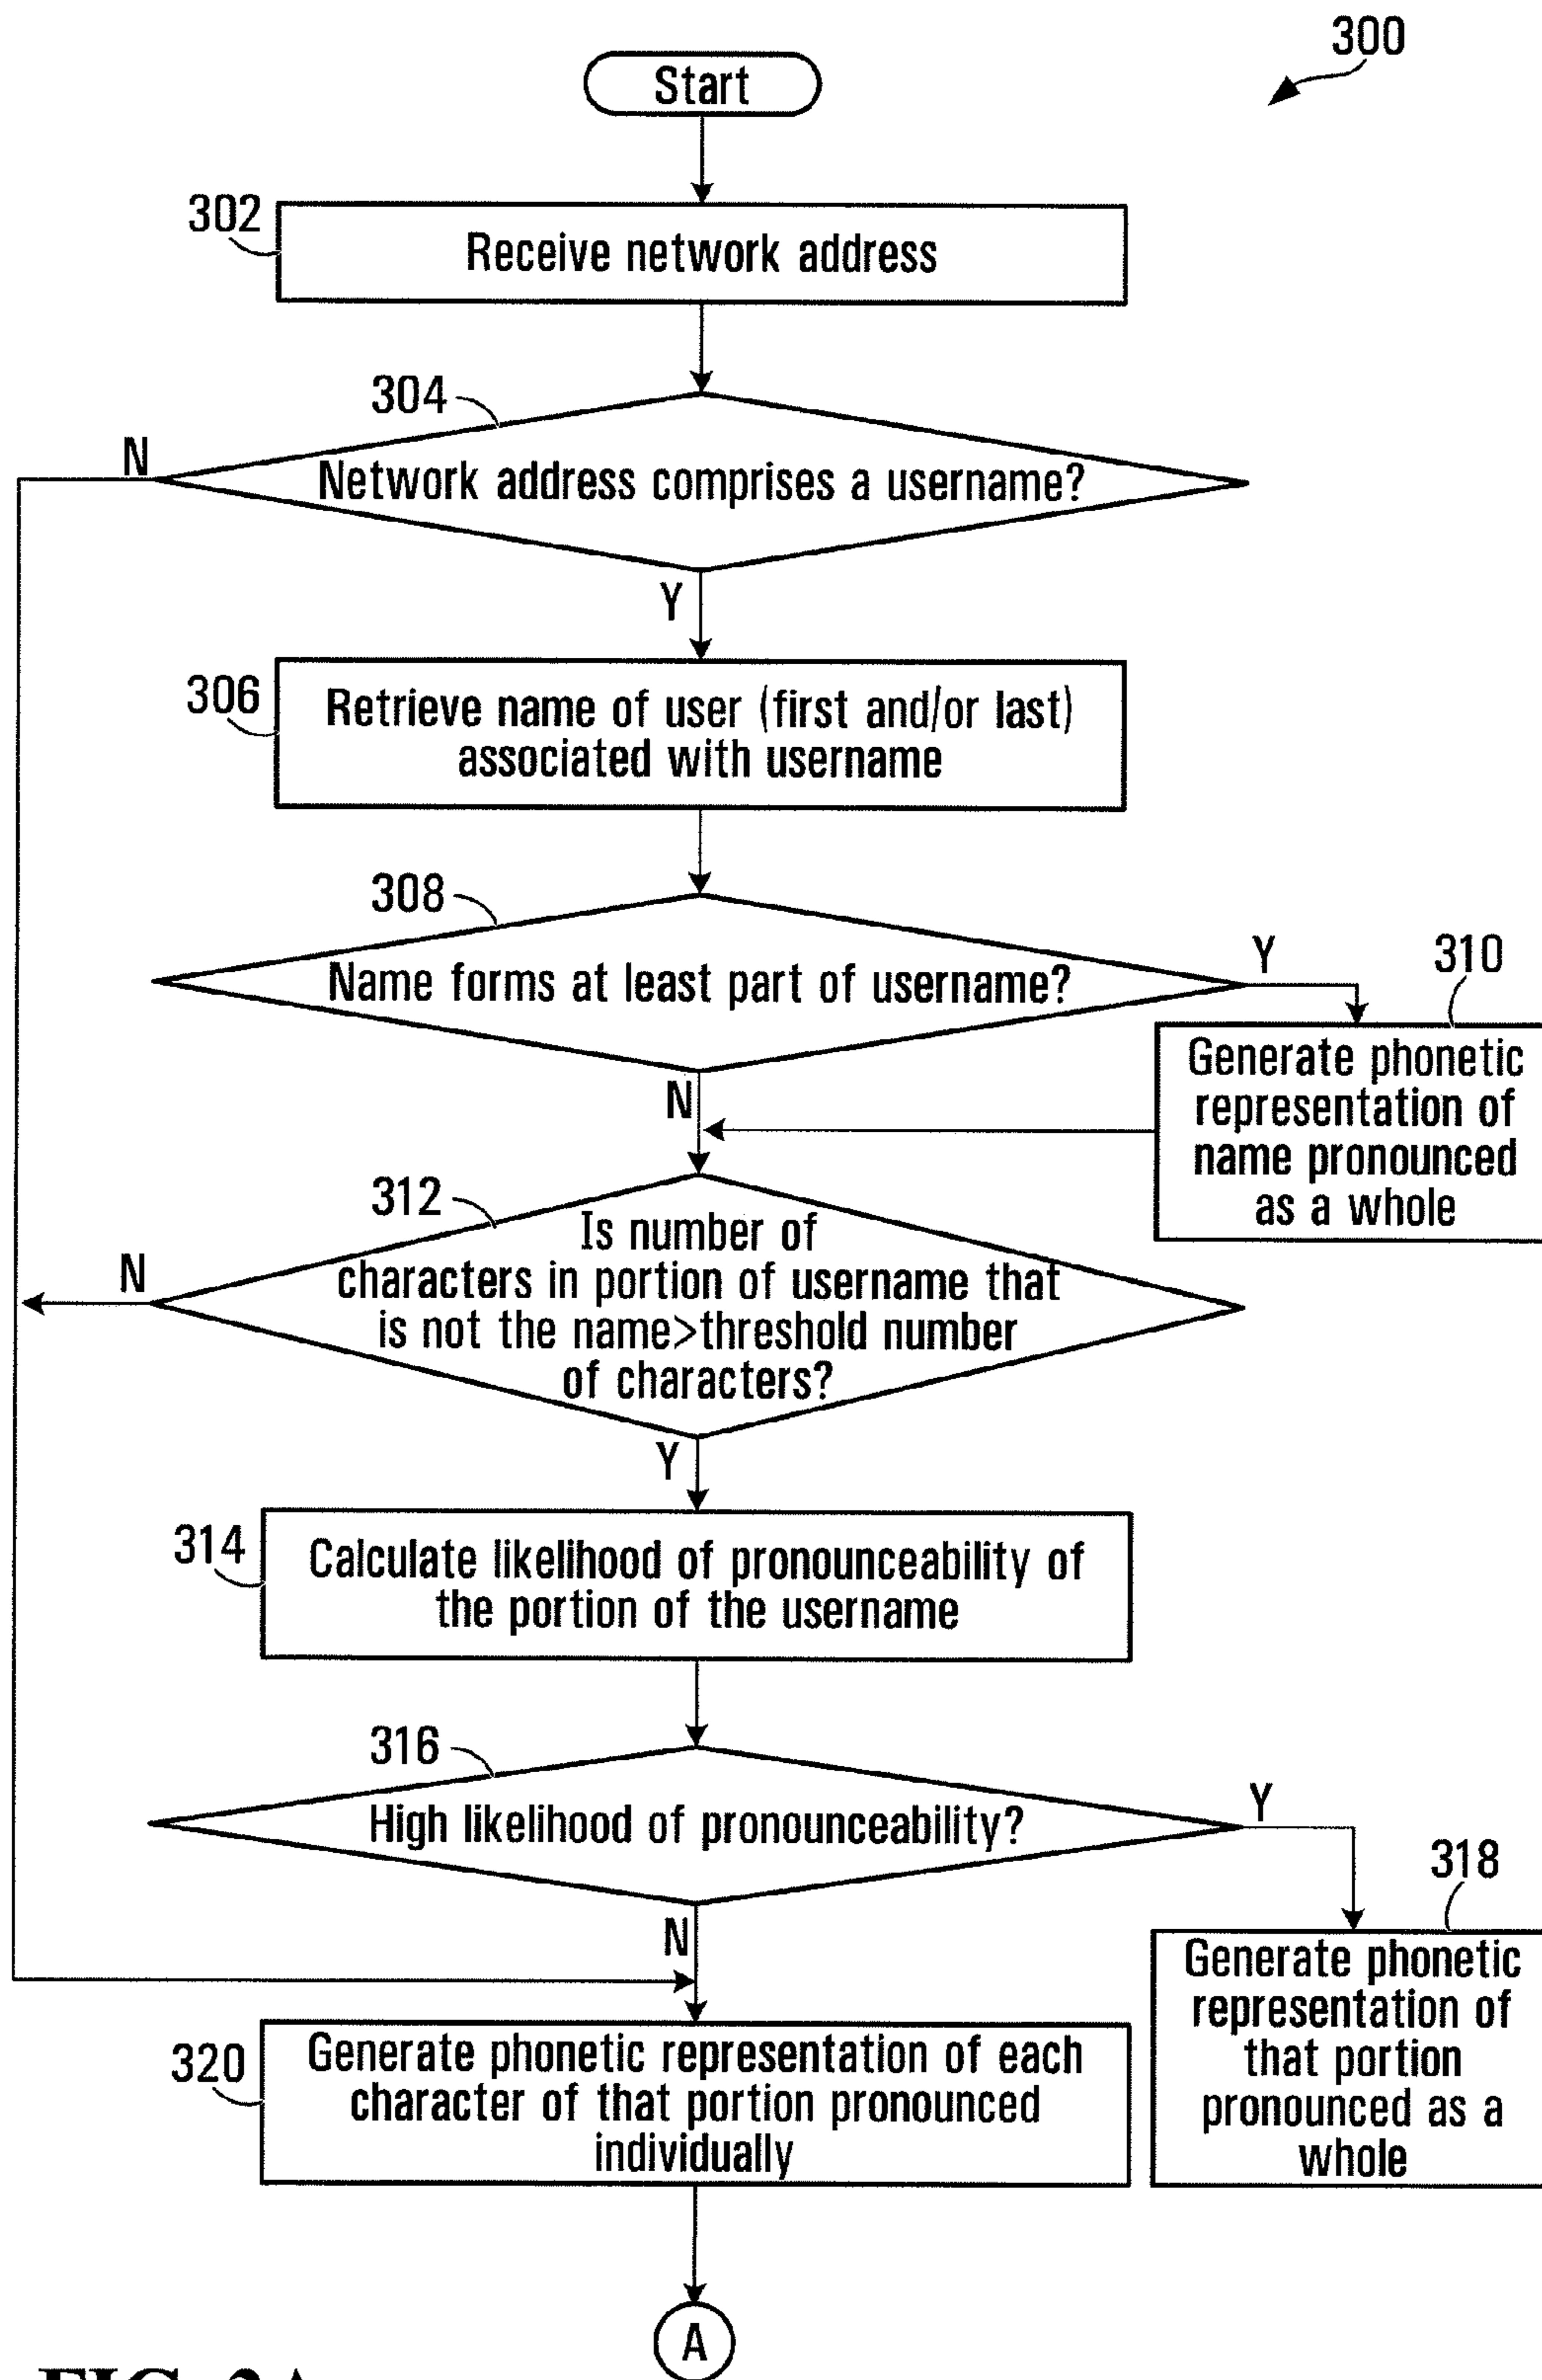 300
Start
302
Receive network address
304
N
Network address comprises a username?
Y
306
Retrieve name of user (first and/or last)
associated with username
308
Name forms at least part of username?
Y
310
Generate phonetic
representation of
name pronounced
as a whole
N
312
Is number of
characters in portion of username that
is not the name>threshold number
of characters?
N
Y
314
Calculate likelihood of pronounceability of
the portion of the username
316
High likelihood of pronounceability?
Y
318
Generate phonetic
representation of
that portion
pronounced as a
whole
N
320
Generate phonetic representation of each
character of that portion pronounced
individually
A